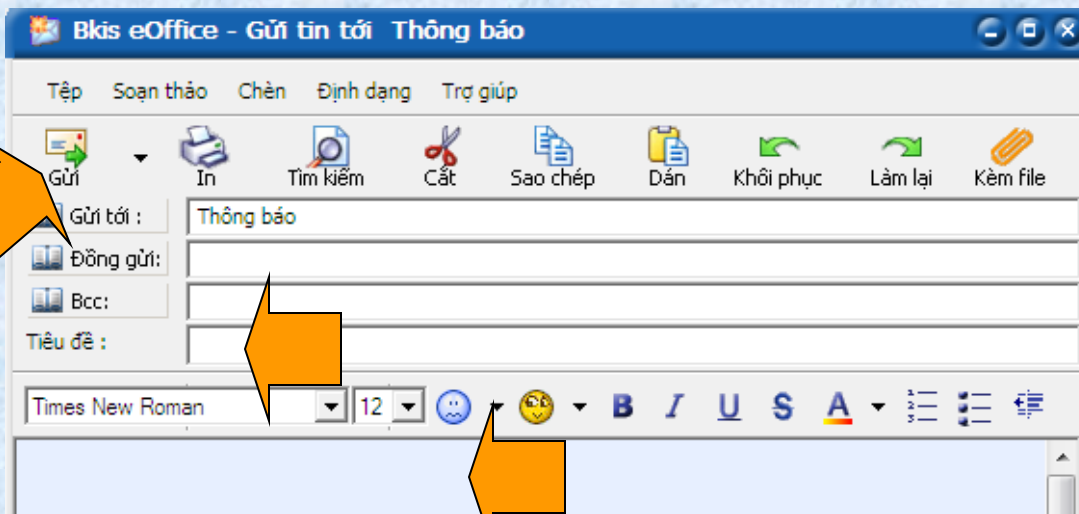 Bkis eOffice - Gửi tin tới Thông báo
Tệp Soạn thảo Chèn Định dạng Trợ giúp
Gửi In Tìm kiếm Cắt Sao chép Dán Khôi phục Làm lại Kèm file
Gửi tới : Thông báo
Đồng gửi:
Bcc:
Tiêu đề :
Times New Roman 12 B I U S A